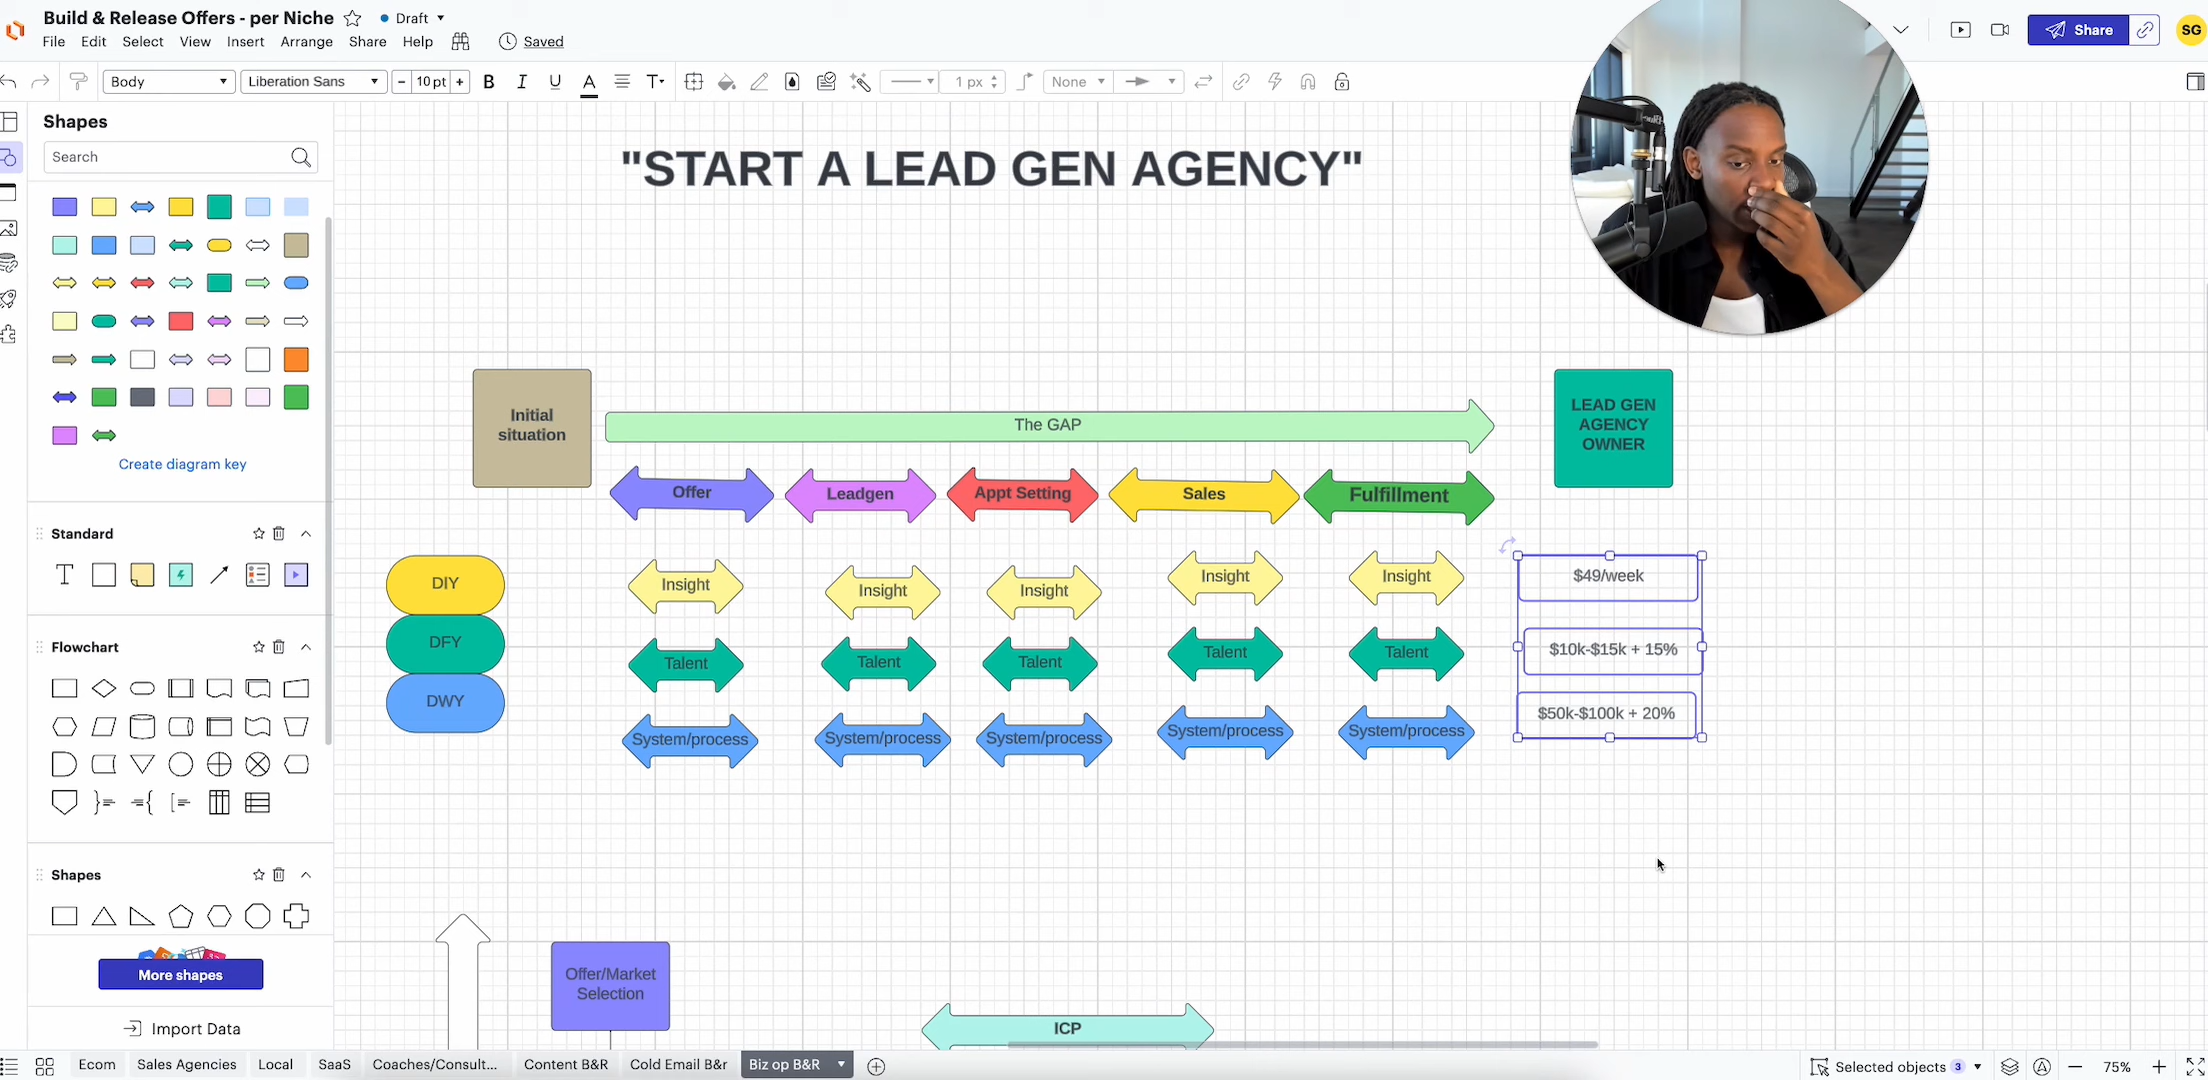 Build & Release Offers - per Niche
Draft
File Edit Select View Insert Arrange Share Help Saved
Share
SG
Body Liberation Sans 10 pt B I U A T 1 px None
Shapes
Search
Create diagram key
Standard
T
Flowchart
Shapes
More shapes
Import Data
"START A LEAD GEN AGENCY"
Initial
situation
The GAP
LEAD GEN
AGENCY
OWNER
Offer Leadgen Appt Setting Sales Fulfillment
DIY Insight Insight Insight Insight Insight $49/week
DFY Talent Talent Talent Talent Talent $10k-$15k + 15%
DWY System/process System/process System/process System/process System/process $50k-$100k + 20%
Offer/Market
Selection
ICP
Ecom Sales Agencies Local SaaS Coaches/Consult... Content B&R Cold Email B&r Biz op B&R
Selected objects 3 75%